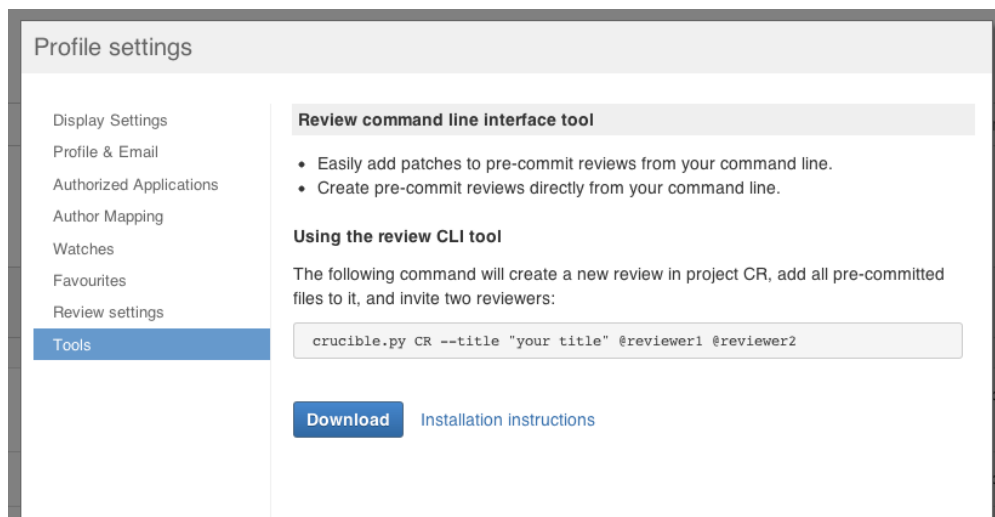 Profile settings
Display Settings
Profile & Email
Authorized Applications
Author Mapping
Watches
Favourites
Review settings
Tools
Review command line interface tool
• Easily add patches to pre-commit reviews from your command line.
• Create pre-commit reviews directly from your command line.
Using the review CLI tool
The following command will create a new review in project CR, add all pre-committed
files to it, and invite two reviewers:
crucible.py CR --title "your title" @reviewer1 @reviewer2
Download
Installation instructions